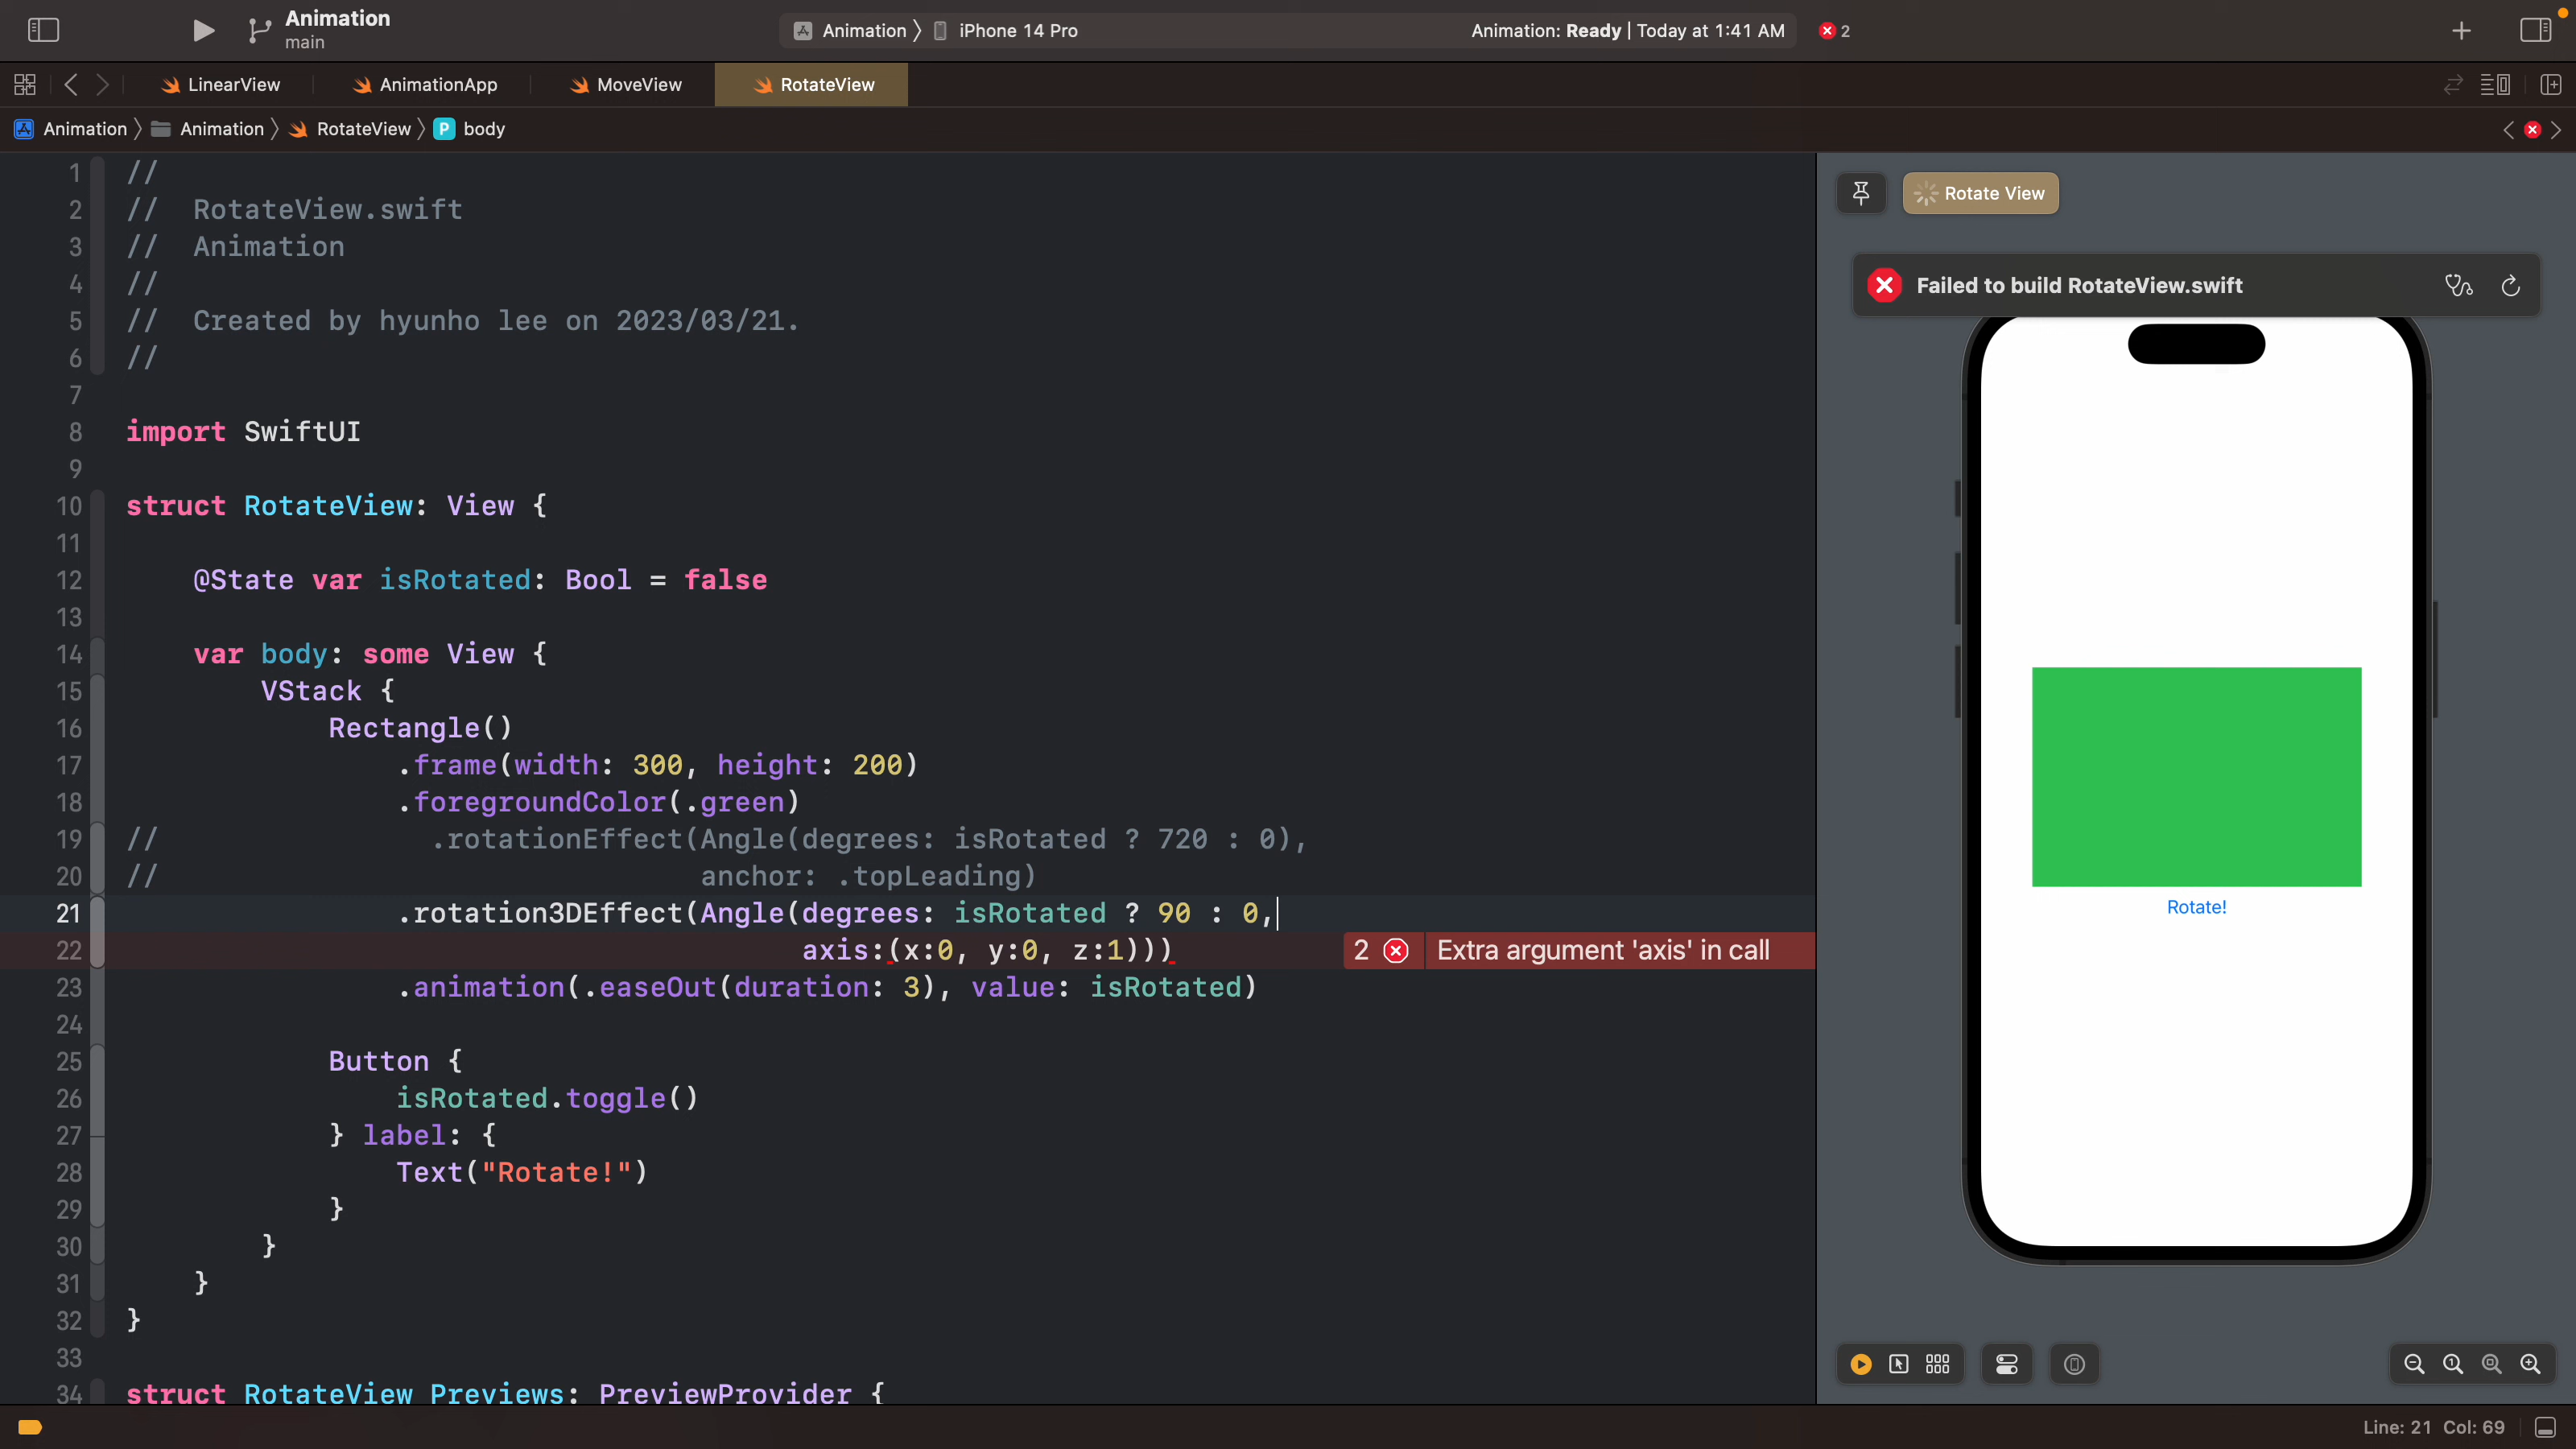 Animation
main
Animation 〉 iPhone 14 Pro
Animation: Ready | Today at 1:41 AM
2
LinearView
AnimationApp
MoveView
RotateView
Animation 〉 Animation 〉 RotateView 〉 P body
1 //
2 //  RotateView.swift
3 //  Animation
4 //
5 //  Created by hyunho lee on 2023/03/21.
6 //
7
8 import SwiftUI
9
10 struct RotateView: View {
11
12     @State var isRotated: Bool = false
13
14     var body: some View {
15         VStack {
16             Rectangle()
17                 .frame(width: 300, height: 200)
18                 .foregroundColor(.green)
19 //                .rotationEffect(Angle(degrees: isRotated ? 720 : 0),
20 //                                anchor: .topLeading)
21                 .rotation3DEffect(Angle(degrees: isRotated ? 90 : 0,
22                                         axis:(x:0, y:0, z:1))) 2 Extra argument 'axis' in call
23                 .animation(.easeOut(duration: 3), value: isRotated)
24
25             Button {
26                 isRotated.toggle()
27             } label: {
28                 Text("Rotate!")
29             }
30         }
31     }
32 }
33
34 struct RotateView_Previews: PreviewProvider {
Rotate View
Failed to build RotateView.swift
Rotate!
Line: 21 Col: 69